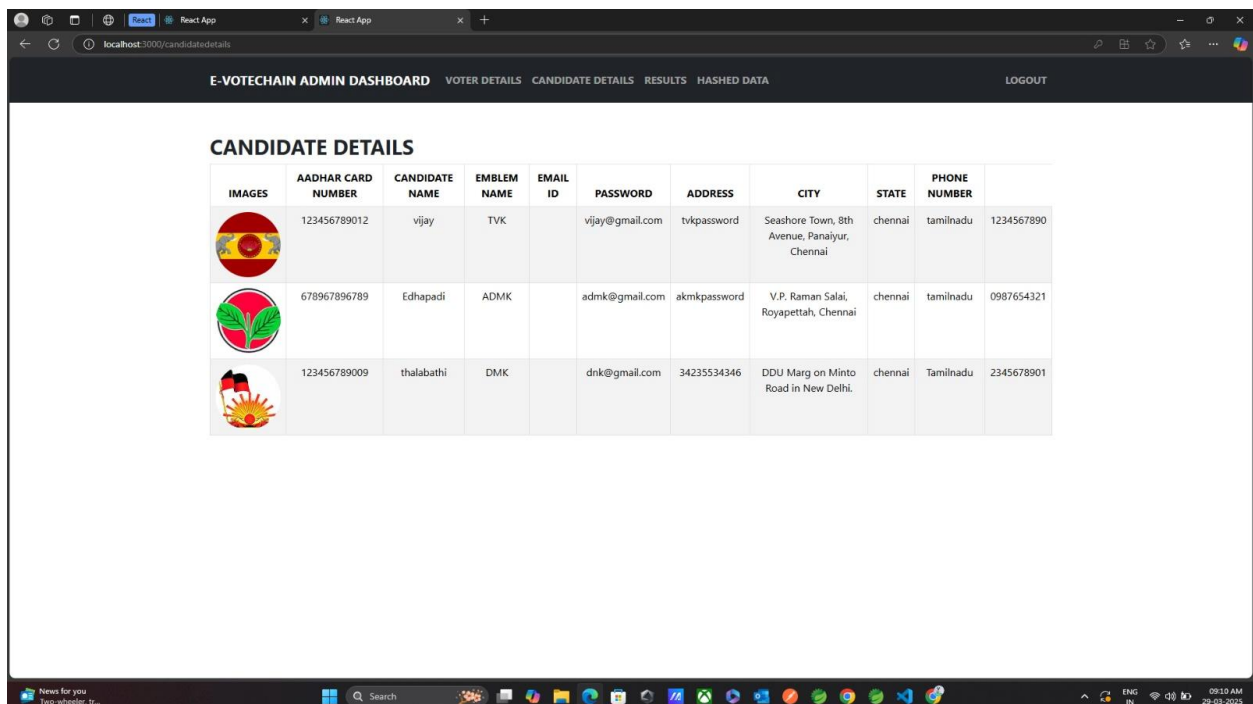 React
React App
React App
localhost:3000/candidatedetails
E-VOTECHAIN ADMIN DASHBOARD VOTER DETAILS CANDIDATE DETAILS RESULTS HASHED DATA LOGOUT
CANDIDATE DETAILS
IMAGES AADHAR CARD NUMBER CANDIDATE NAME EMBLEM NAME EMAIL ID PASSWORD ADDRESS CITY STATE PHONE NUMBER
123456789012 vijay TVK vijay@gmail.com tvkpassword Seashore Town, 8th chennai tamilnadu 1234567890
Avenue, Panaiyur,
Chennai
678967896789 Edhapadi ADMK admk@gmail.com akmkpassword V.P. Raman Salai, chennai tamilnadu 0987654321
Royapettah, Chennai
123456789009 thalabathi DMK dnk@gmail.com 34235534346 DDU Marg on Minto chennai Tamilnadu 2345678901
Road in New Delhi.
News for you
Two-wheeler, tr...
Search
ENG
IN
09:10 AM
29-03-2025